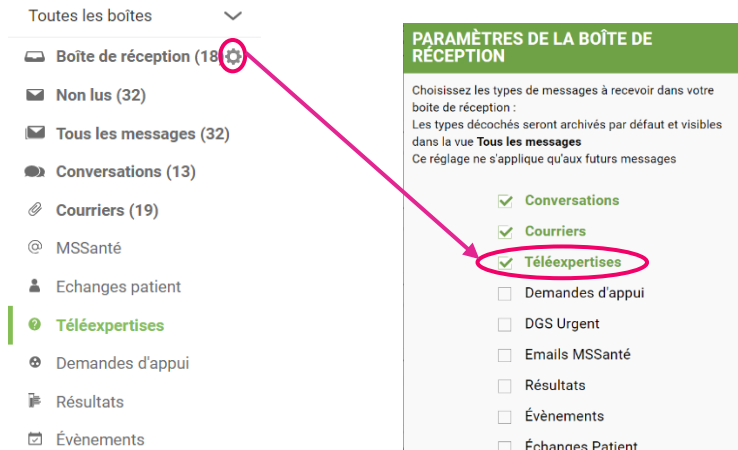 Toutes les boîtes
Boîte de réception (18
Non lus (32)
Tous les messages (32)
Conversations (13)
Courriers (19)
MSSanté
Echanges patient
Téléexpertises
Demandes d'appui
Résultats
Évènements
PARAMÈTRES DE LA BOÎTE DE
RÉCEPTION
Choisissez les types de messages à recevoir dans votre
boite de réception :
Les types décochés seront archivés par défaut et visibles
dans la vue Tous les messages
Ce réglage ne s'applique qu'aux futurs messages
Conversations
Courriers
Téléexpertises
Demandes d'appui
DGS Urgent
Emails MSSanté
Résultats
Évènements
Échanges Patient